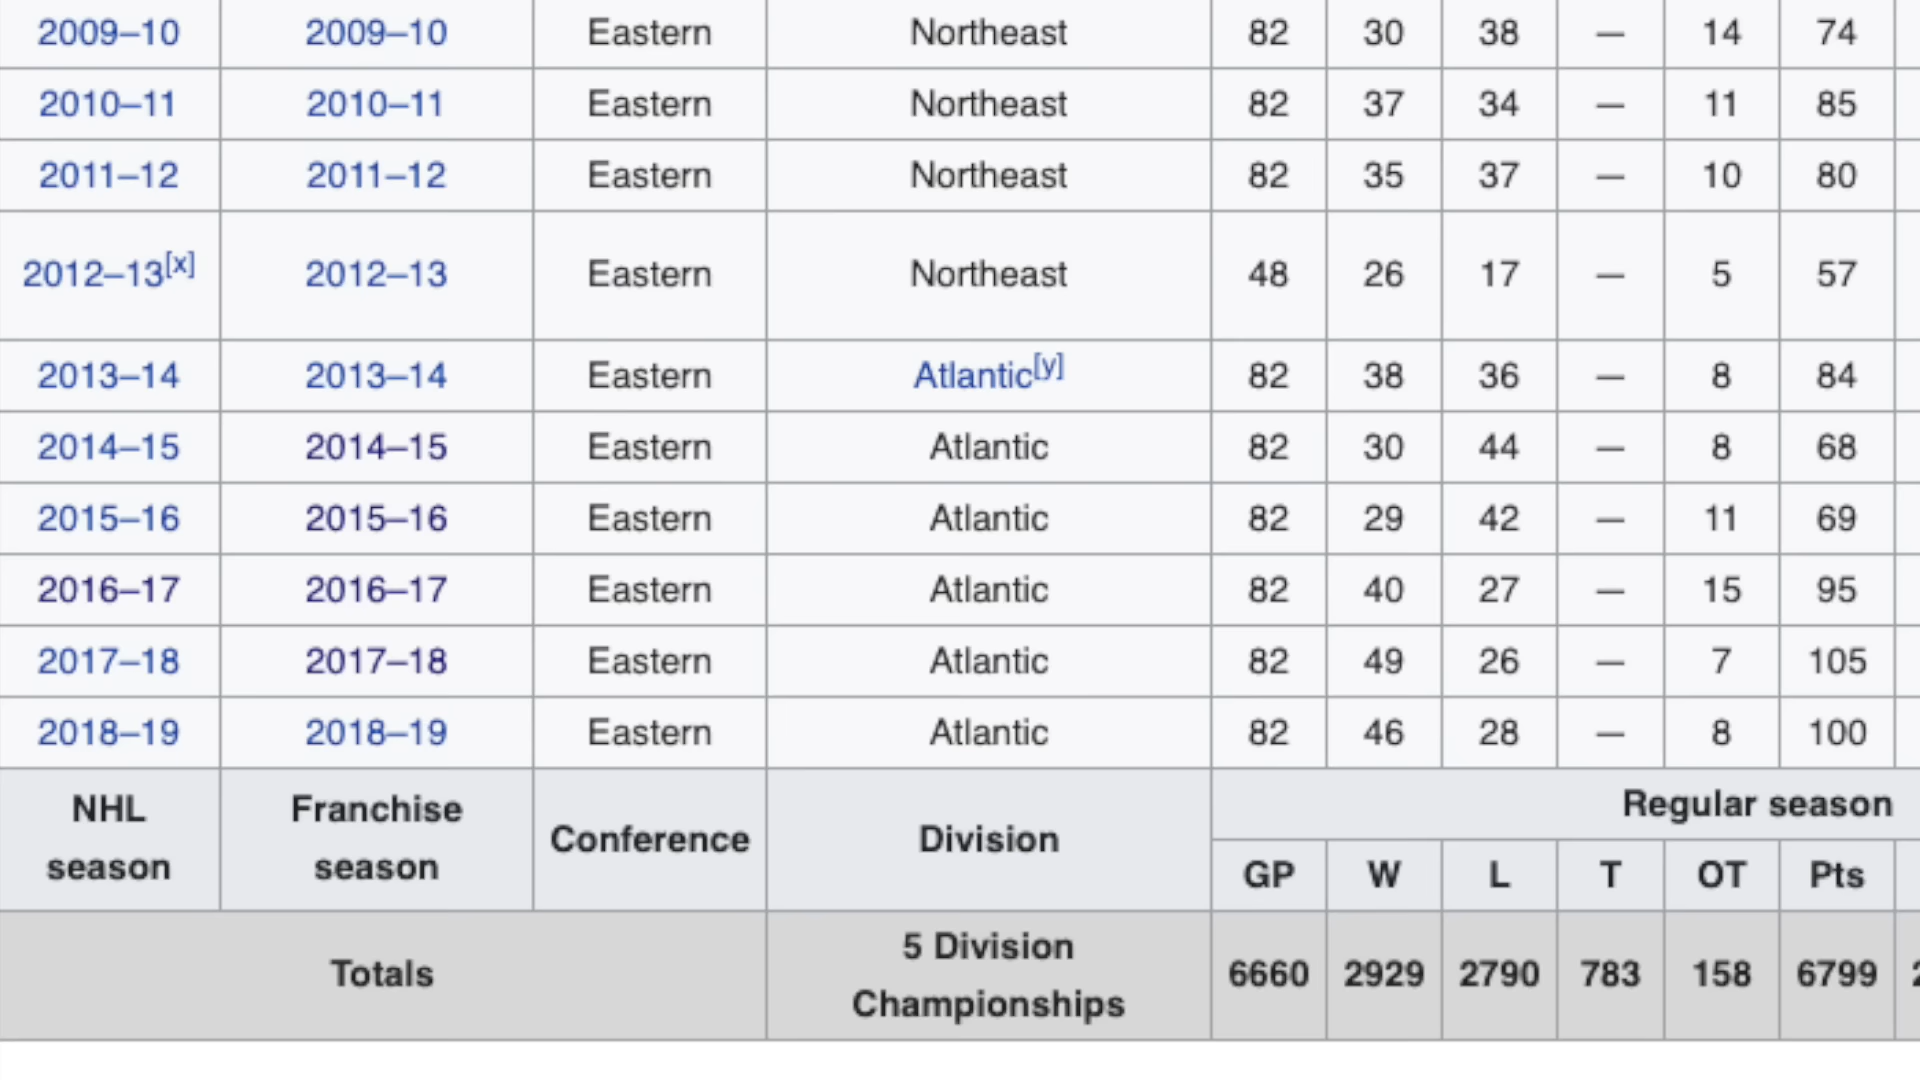 2009–10 2009–10 Eastern Northeast 82 30 38 — 14 74
2010–11 2010–11 Eastern Northeast 82 37 34 — 11 85
2011–12 2011–12 Eastern Northeast 82 35 37 — 10 80
2012–13[x] 2012–13 Eastern Northeast 48 26 17 — 5 57
2013–14 2013–14 Eastern Atlantic[y] 82 38 36 — 8 84
2014–15 2014–15 Eastern Atlantic 82 30 44 — 8 68
2015–16 2015–16 Eastern Atlantic 82 29 42 — 11 69
2016–17 2016–17 Eastern Atlantic 82 40 27 — 15 95
2017–18 2017–18 Eastern Atlantic 82 49 26 — 7 105
2018–19 2018–19 Eastern Atlantic 82 46 28 — 8 100
NHL season Franchise season Conference Division Regular season
GP W L T OT Pts
Totals 5 Division Championships 6660 2929 2790 783 158 6799